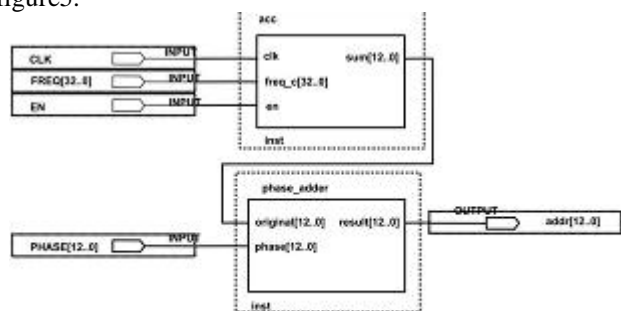 figure3.
acc
CLK INPUT clk sum[12..0]
FREQ[32..0] INPUT freq_c[32..0]
EN INPUT en
inst
phase_adder
original[12..0] result[12..0] OUTPUT addr[12..0]
PHASE[12..0] INPUT phase[12..0]
inst